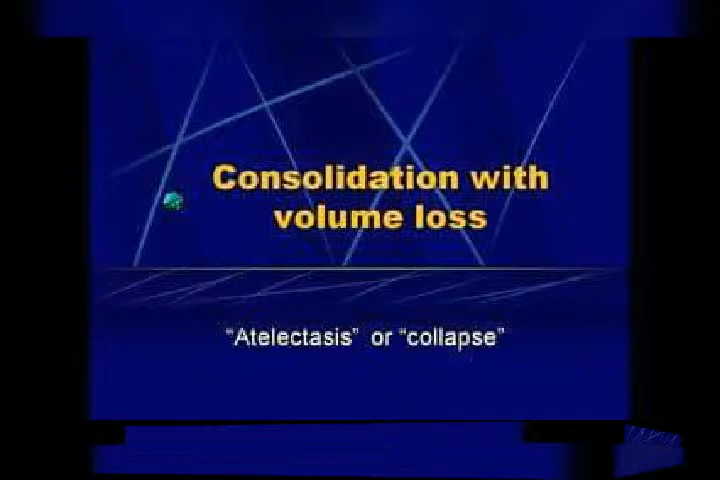 Consolidation with
volume loss
“Atelectasis” or “collapse”